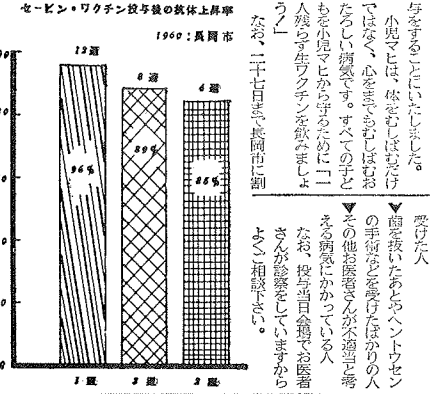 与をすることにいたしました。
小児マヒは、体をむしばむだけ
ではなく、心をまでもむしばむお
そろしい病気です。すべての子ど
もを小児マヒから守るために「一
人残らず生ワクチンを飲みましょ
う！」
なお、二十七日まで長岡市に割
受けた人
▼歯を抜いたあとやヘントウセン
の手術などを受けたばかりの人
▼その他お医者さんが不適当と考
える病気にかかっている人
なお、投与当日会場でお医者
さんが診察をしていますから
よくご相談下さい。
セービン・ワクチン投与後の抗体上昇率
1960：長岡市
12週
8週
6週
96%
89%
1型
3型
2型